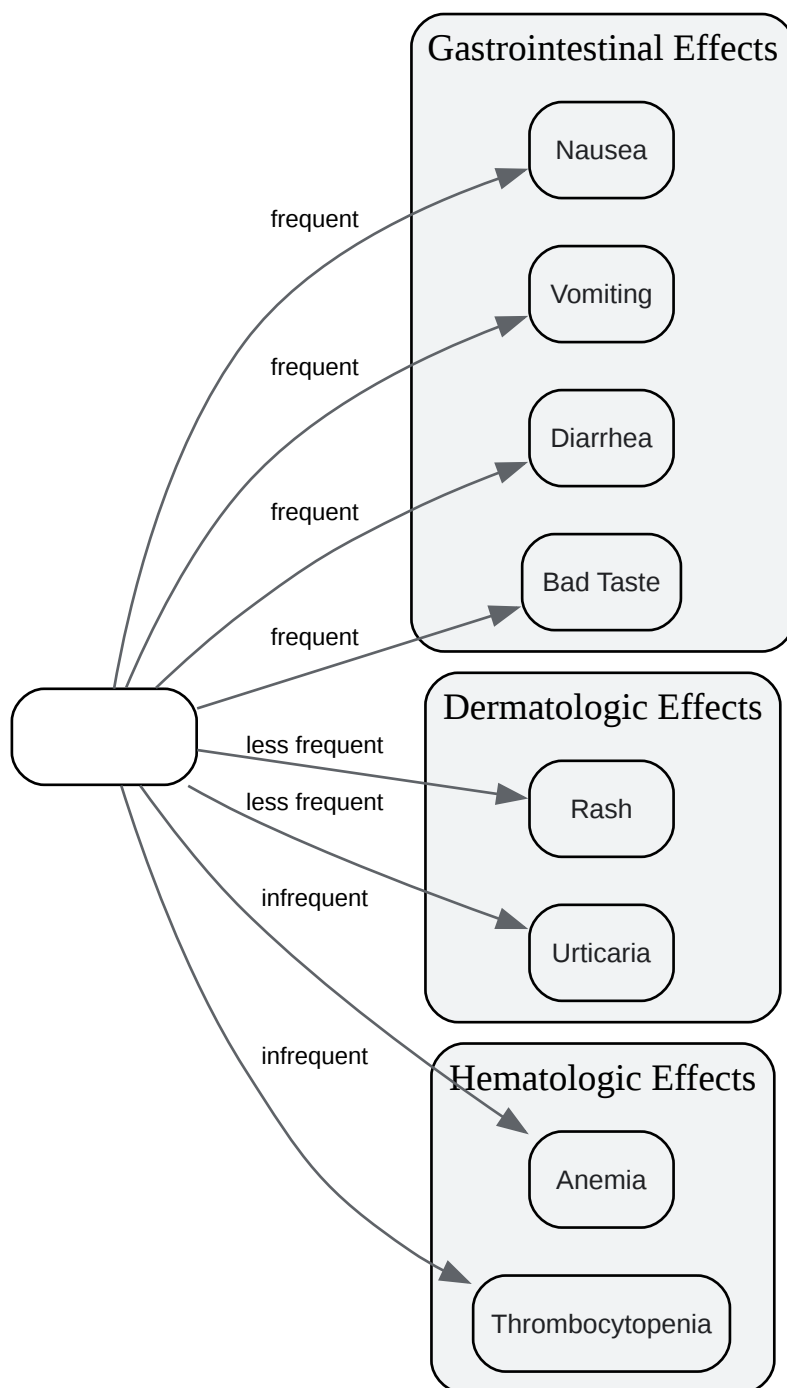 Gastrointestinal Effects
Nausea
frequent
Vomiting
frequent
Diarrhea
frequent
Bad Taste
frequent
Dermatologic Effects
less frequent
Rash
less frequent
infrequent
Urticaria
infrequent
Hematologic Effects
Anemia
Thrombocytopenia